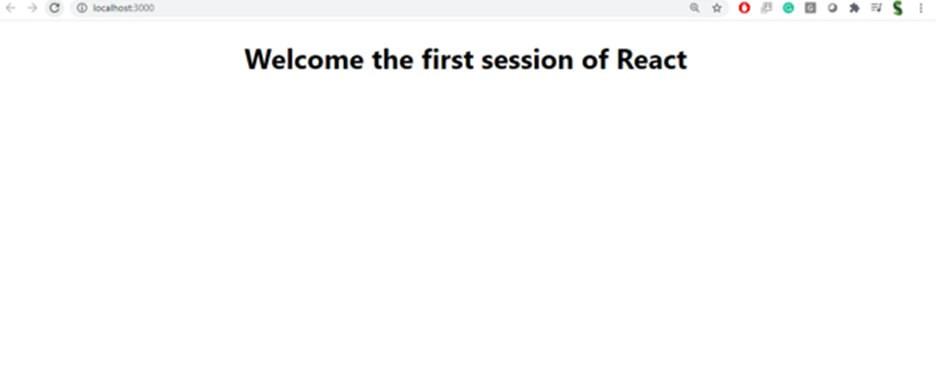 localhost:3000
Welcome the first session of React